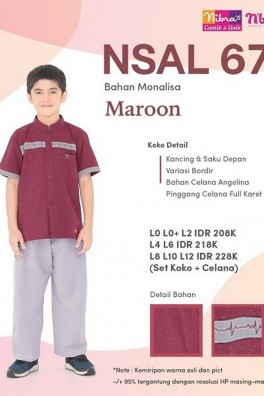 Nibra's
Cantik & Unik
NSAL 67
Bahan Monalisa
Maroon
Koko Detail
Kancing & Saku Depan
Variasi Bordir
Bahan Celana Angelina
Pinggang Celana Full Karet
L0 L0+ L2 IDR 208K
L4 L6 IDR 218K
L8 L10 L12 IDR 228K
(Set Koko + Celana)
Detail Bahan
*Note : Kemiripan warna asli dan pict
-/+ 95% tergantung dengan resolusi HP masing-ma